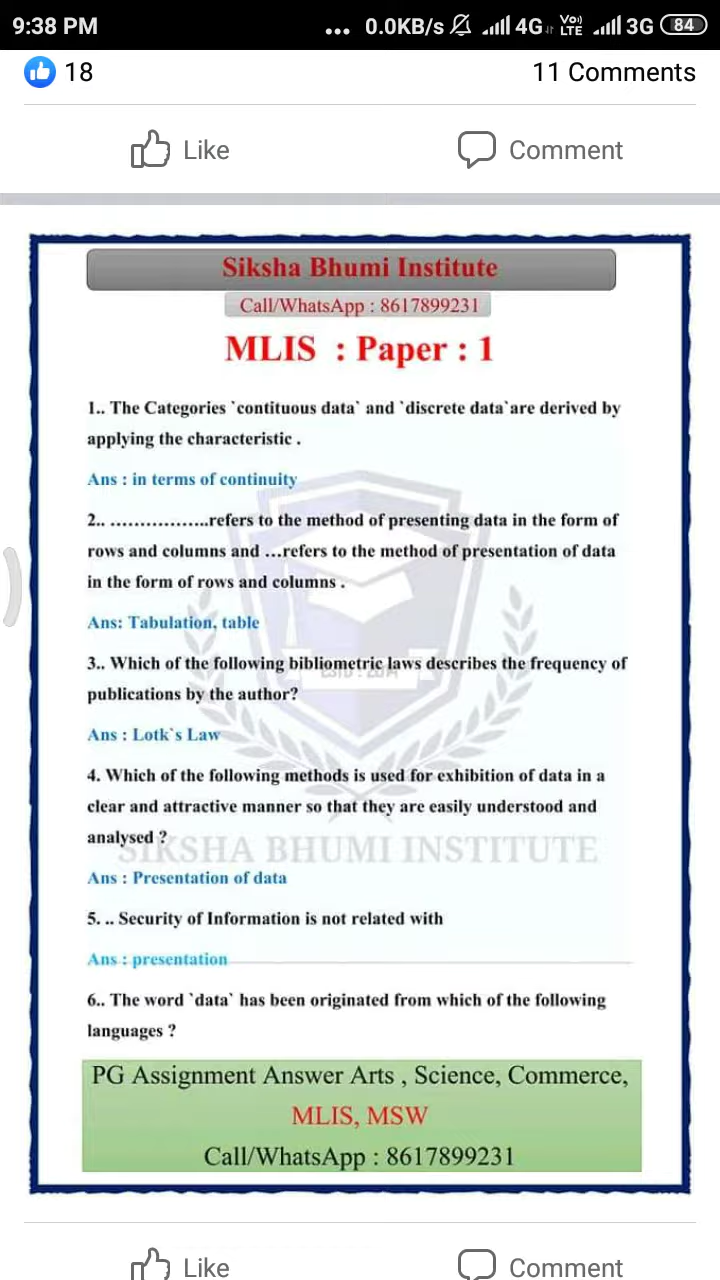 9:38 PM ... 0.0KB/s 4G Vo)) LTE 3G 84
18 11 Comments
Like Comment
Siksha Bhumi Institute
Call/WhatsApp : 8617899231
MLIS : Paper : 1
1.. The Categories `contituous data` and `discrete data`are derived by
applying the characteristic .
Ans : in terms of continuity
2.. ..................refers to the method of presenting data in the form of
rows and columns and ...refers to the method of presentation of data
in the form of rows and columns .
Ans: Tabulation, table
3.. Which of the following bibliometric laws describes the frequency of
publications by the author?
ESTD : 2014
Ans : Lotk`s Law
4. Which of the following methods is used for exhibition of data in a
clear and attractive manner so that they are easily understood and
analysed ?
SIKSHA BHUMI INSTITUTE
Ans : Presentation of data
5. .. Security of Information is not related with
Ans : presentation
6.. The word `data` has been originated from which of the following
languages ?
PG Assignment Answer Arts , Science, Commerce,
MLIS, MSW
Call/WhatsApp : 8617899231
Like Comment